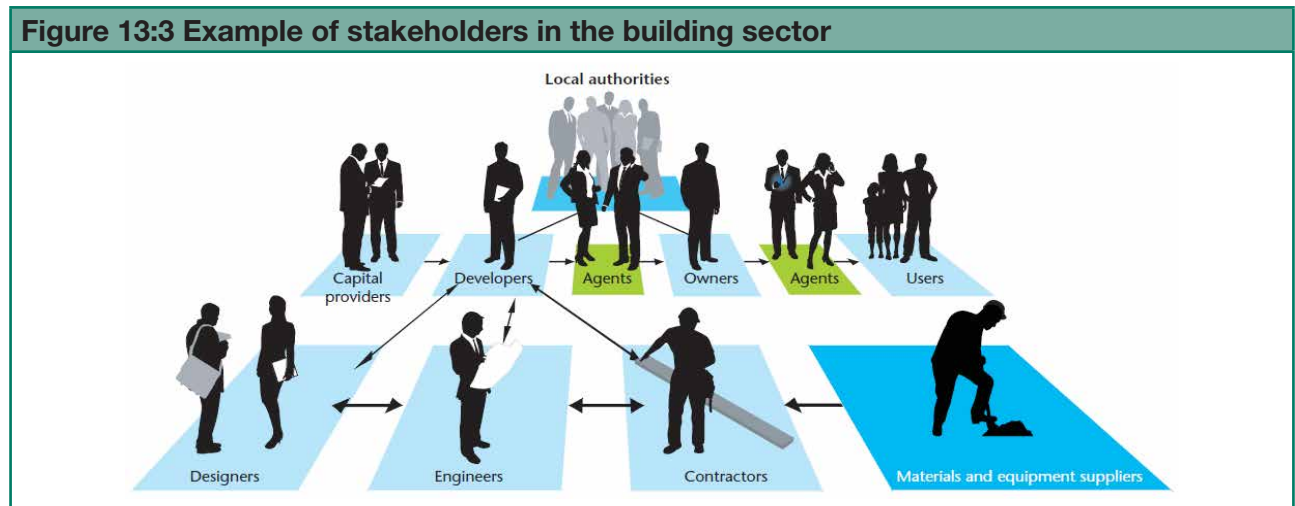 Figure 13:3 Example of stakeholders in the building sector
Local authorities
Capital
providers
Developers
Agents
Owners
Agents
Users
Designers
Engineers
Contractors
Materials and equipment suppliers